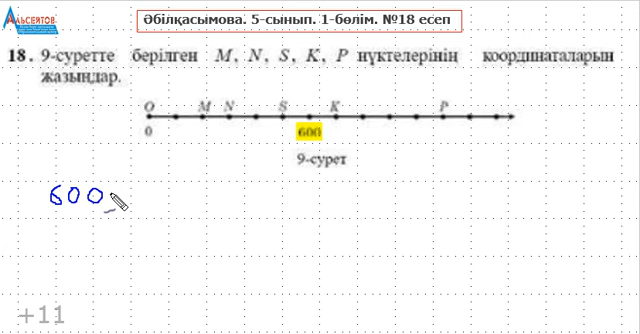 АЛЬСЕЙТОВ
Әбілқасымова. 5-сынып. 1-бөлім. №18 есеп
18. 9-суретте берілген M, N, S, K, P нүктелерінің координаталарын
жазыңдар.
O M N S K P
0 600
9-сурет
600
+11